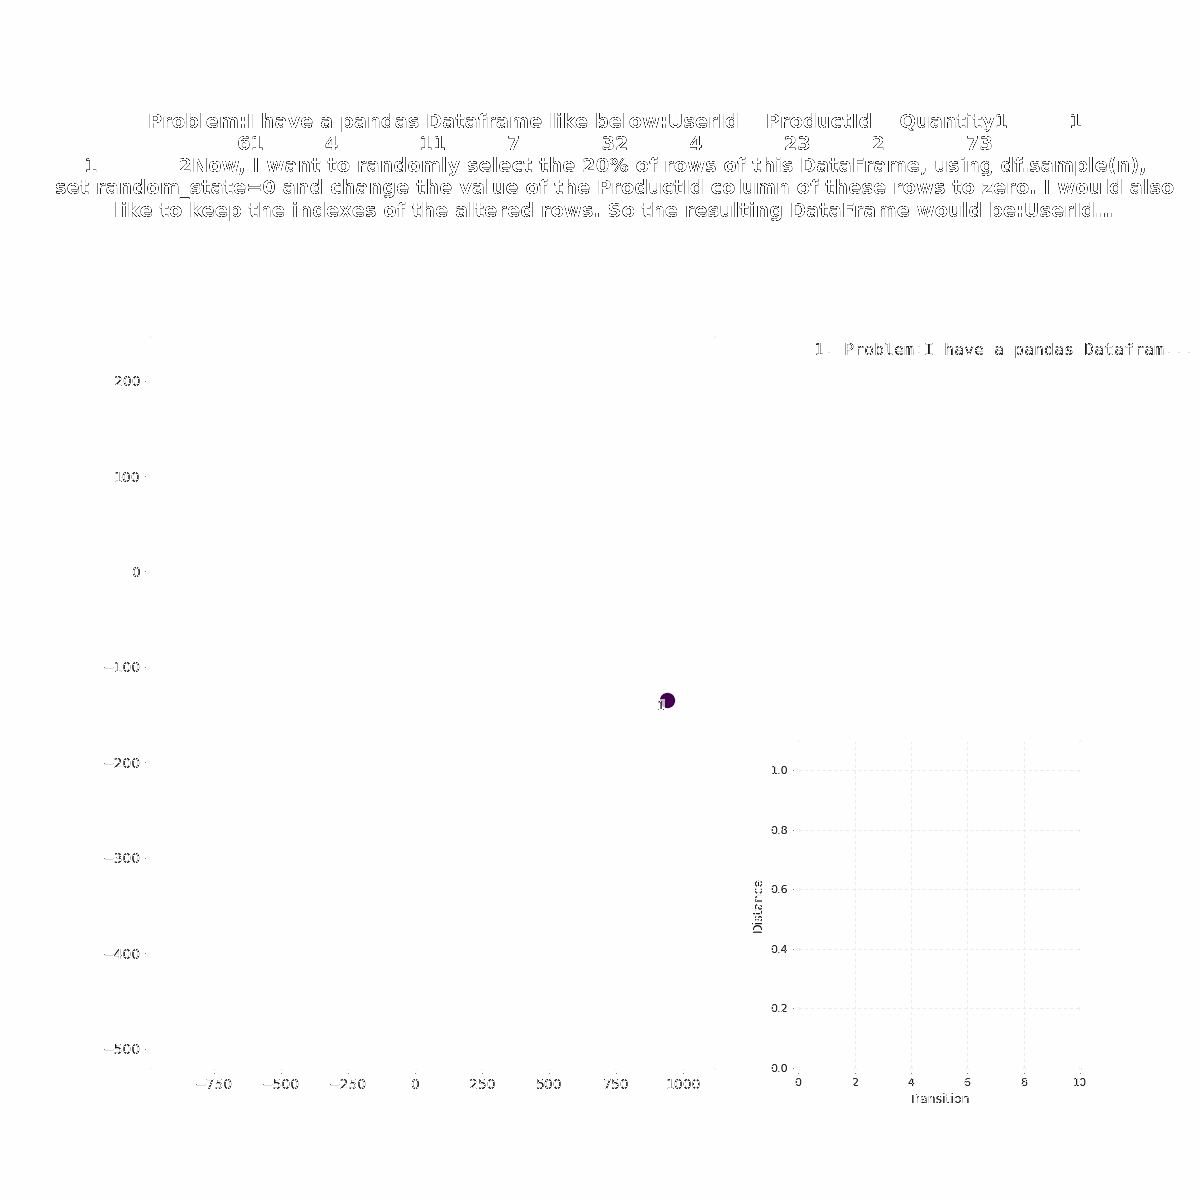 Problem:I have a pandas Dataframe like below:UserId    ProductId    Quantity1         1
61         4            11         7            32         4            23         2            73
1            2Now, I want to randomly select the 20% of rows of this DataFrame, using df.sample(n),
set random_state=0 and change the value of the ProductId column of these rows to zero. I would also
like to keep the indexes of the altered rows. So the resulting DataFrame would be:UserId...
1. Problem:I have a pandas Datafram...
200
100
0
−100
−200
−300
−400
−500
−750 −500 −250 0 250 500 750 1000
1
1.0
0.8
0.6
0.4
0.2
0.0
Distance
0 2 4 6 8 10
Transition